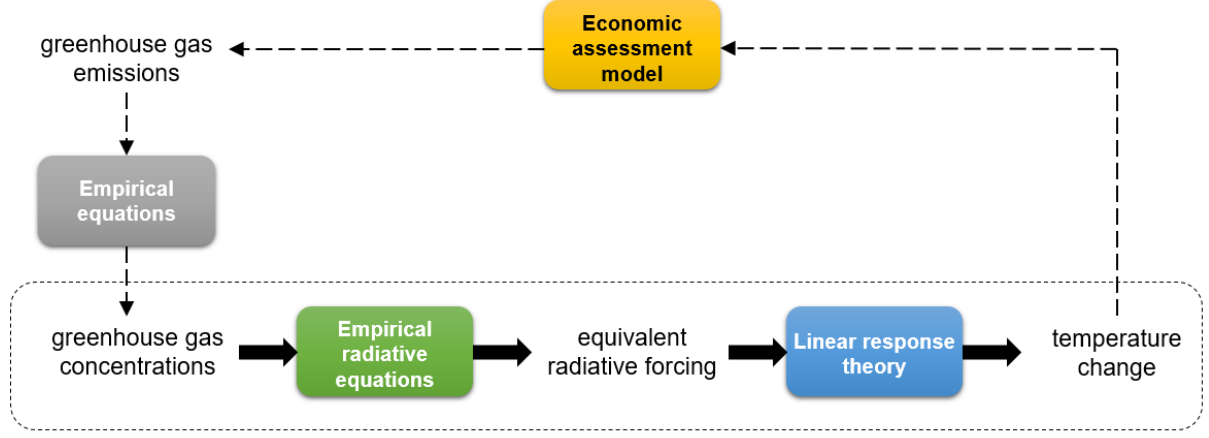 Economic
assessment
model
greenhouse gas
emissions
Empirical
equations
greenhouse gas
concentrations
Empirical
radiative
equations
equivalent
radiative forcing
Linear response
theory
temperature
change